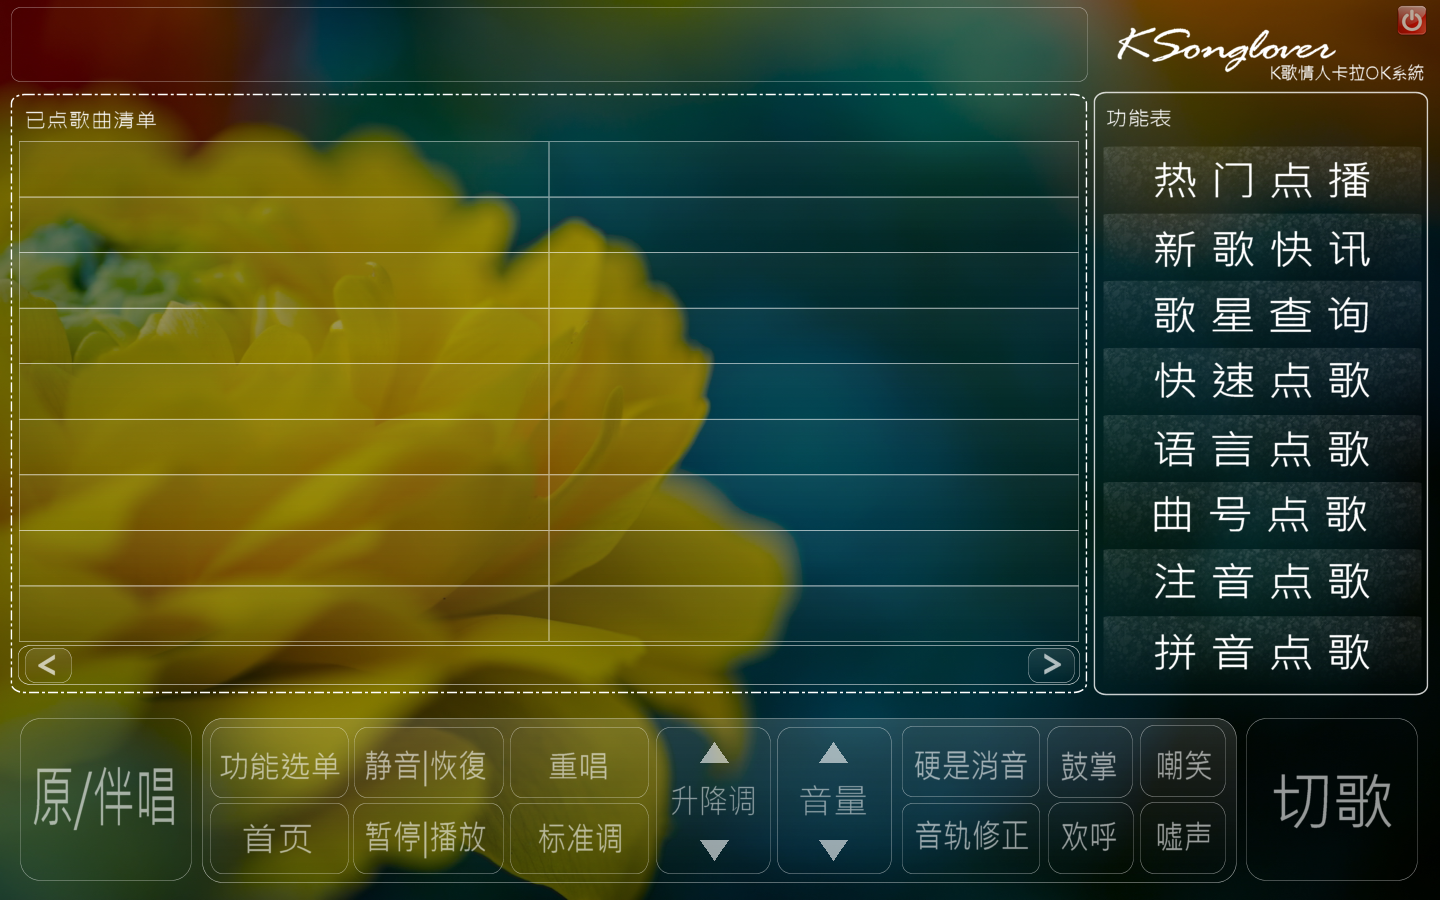 KSonglover
K歌情人卡拉OK系統
已点歌曲清单
功能表
热门点播
新歌快讯
歌星查询
快速点歌
语言点歌
曲号点歌
注音点歌
拼音点歌
<
>
原/伴唱
功能选单
静音|恢復
重唱
升降调
音量
硬是消音
鼓掌
嘲笑
切歌
首页
暂停|播放
标准调
音轨修正
欢呼
嘘声